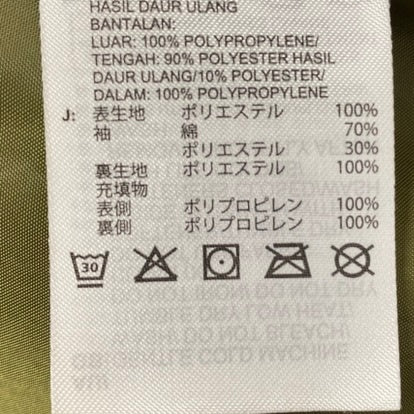 HASIL DAUR ULANG
BANTALAN:
LUAR: 100% POLYPROPYLENE/
TENGAH: 90% POLYESTER HASIL
DAUR ULANG/10% POLYESTER/
DALAM: 100% POLYPROPYLENE
J: 表生地 ポリエステル 100%
袖 綿 70%
ポリエステル 30%
裏生地 ポリエステル 100%
充填物
表側 ポリプロピレン 100%
裏側 ポリプロピレン 100%
30